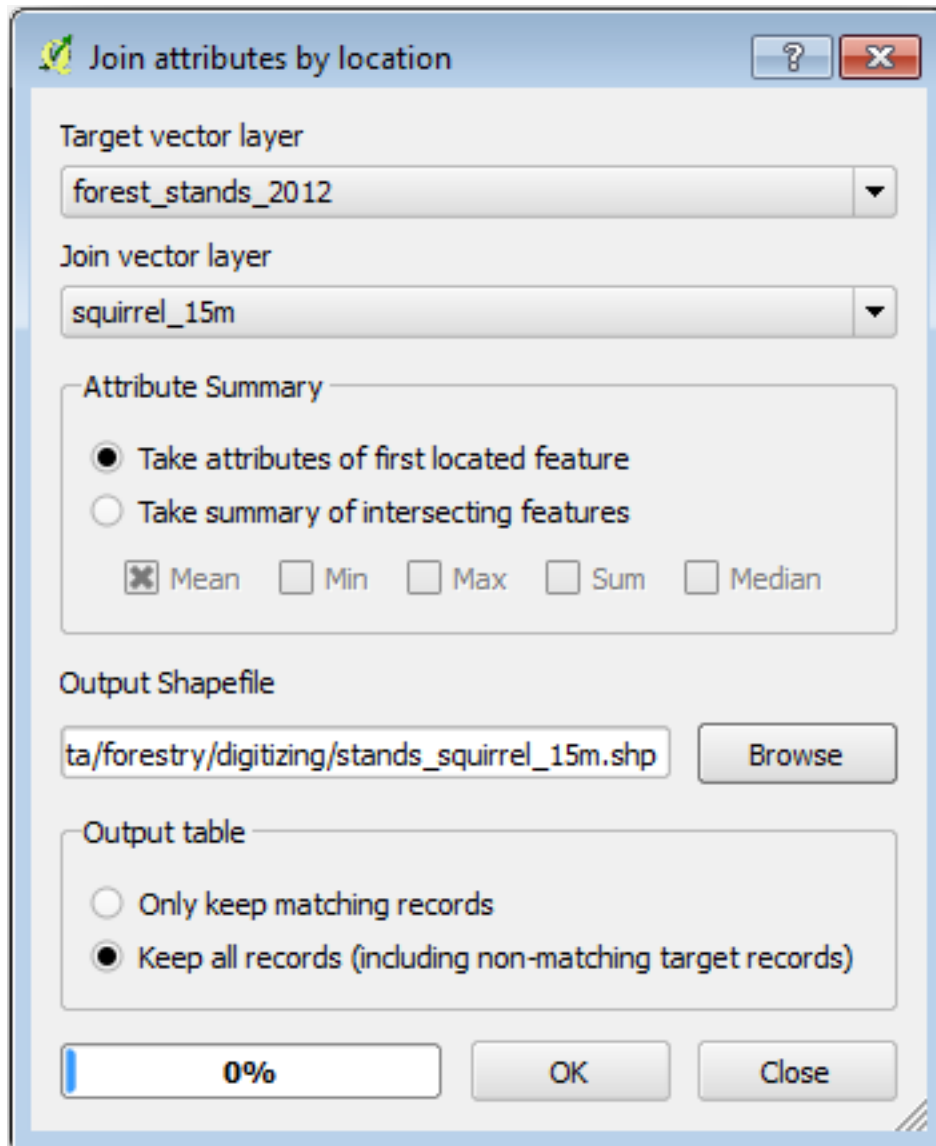 Join attributes by location
Target vector layer
forest_stands_2012
Join vector layer
squirrel_15m
Attribute Summary
Take attributes of first located feature
Take summary of intersecting features
Mean Min Max Sum Median
Output Shapefile
ta/forestry/digitizing/stands_squirrel_15m.shp Browse
Output table
Only keep matching records
Keep all records (including non-matching target records)
0% OK Close